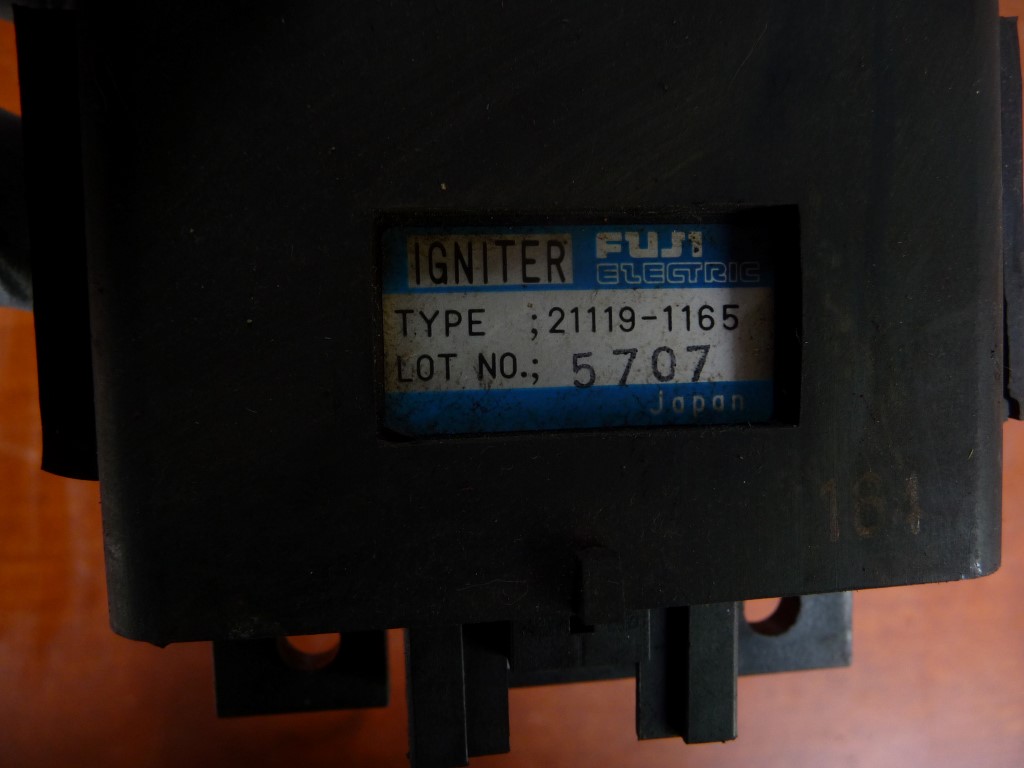 IGNITER FUJI
ELECTRIC
TYPE ;21119-1165
LOT NO.; 5707
Japan
161